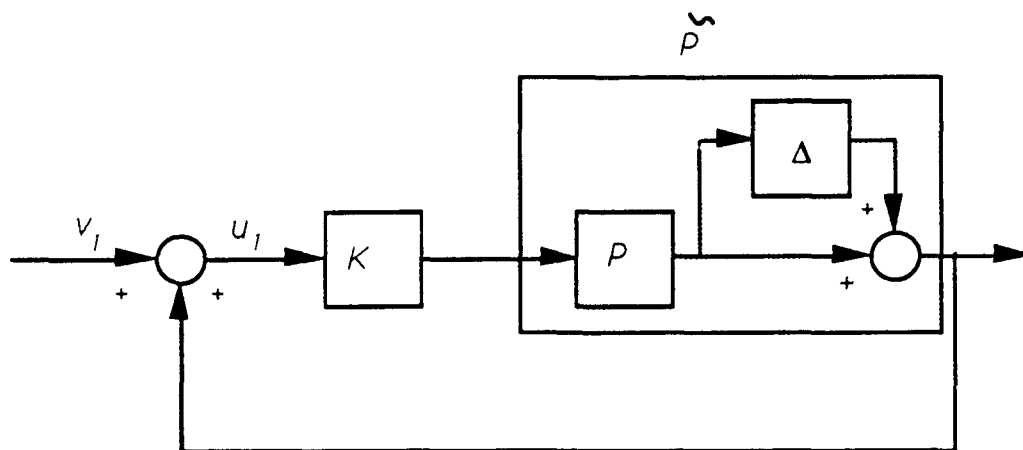 P̃
Δ
v₁
u₁
K
P
+
+
+
+